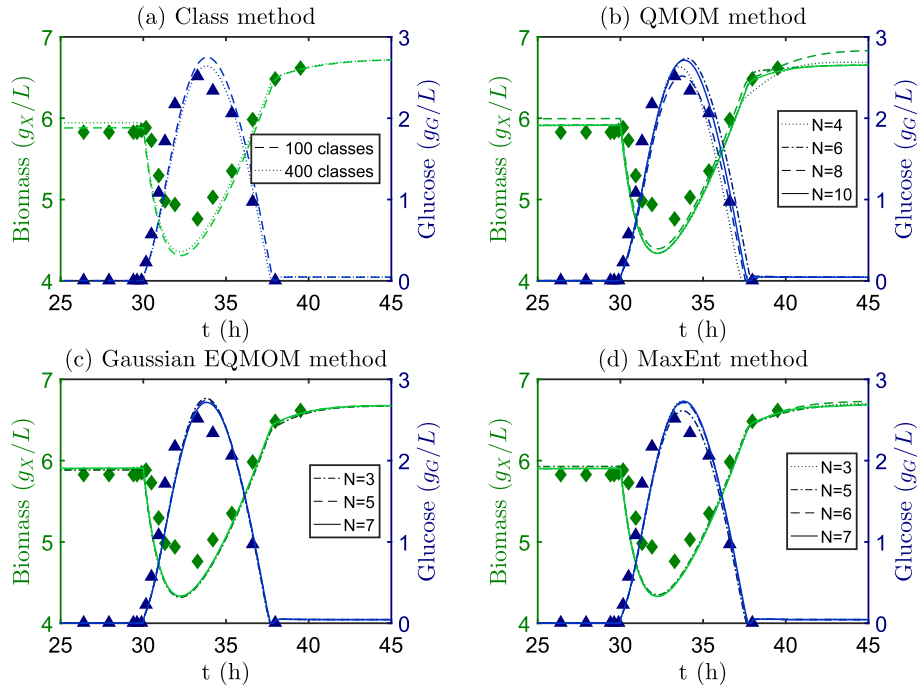 (a) Class method
7
6
5
4
Biomass (g_X/L)
3
2
1
0
Glucose (g_G/L)
100 classes
400 classes
25 30 35 40 45
t (h)
(b) QMOM method
7
6
5
4
Biomass (g_X/L)
3
2
1
0
Glucose (g_G/L)
N=4
N=6
N=8
N=10
25 30 35 40 45
t (h)
(c) Gaussian EQMOM method
7
6
5
4
Biomass (g_X/L)
3
2
1
0
Glucose (g_G/L)
N=3
N=5
N=7
25 30 35 40 45
t (h)
(d) MaxEnt method
7
6
5
4
Biomass (g_X/L)
3
2
1
0
Glucose (g_G/L)
N=3
N=5
N=6
N=7
25 30 35 40 45
t (h)